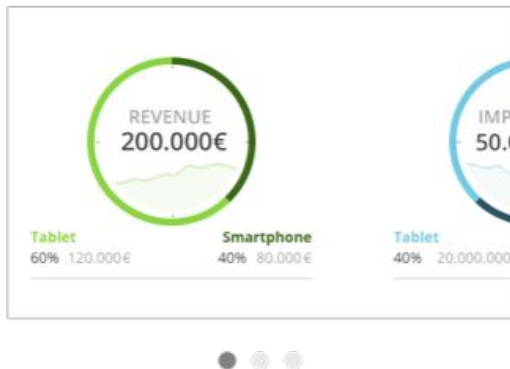 REVENUE
200.000€
Tablet
60% 120.000€
Smartphone
40% 80.000€
Tablet
40% 20.000.000